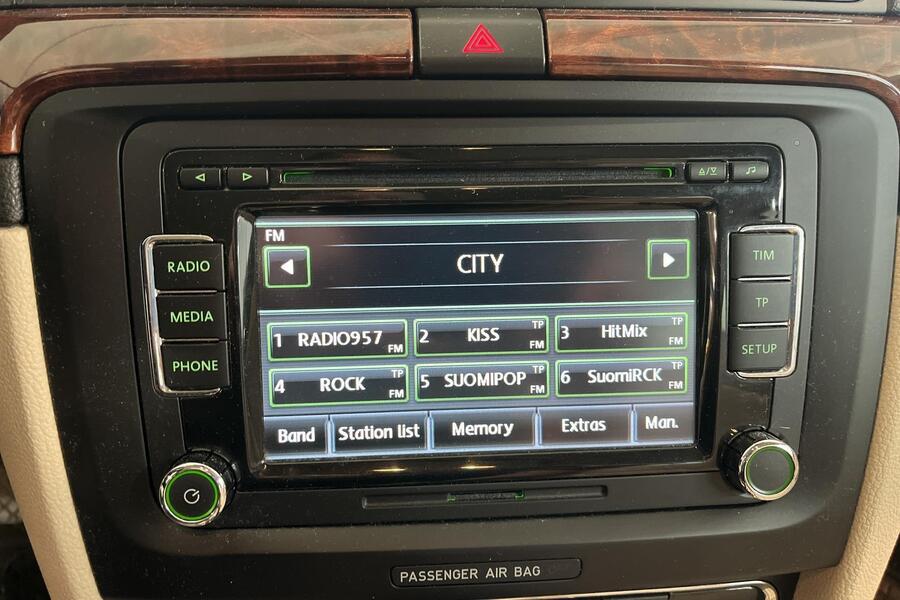 FM
CITY
RADIO
MEDIA
PHONE
TIM
TP
SETUP
1 RADIO957 FM
2 KISS TP FM
3 HitMix TP FM
4 ROCK TP FM
5 SUOMIPOP TP FM
6 SuomiRCK TP FM
Band Station list Memory Extras Man.
PASSENGER AIR BAG